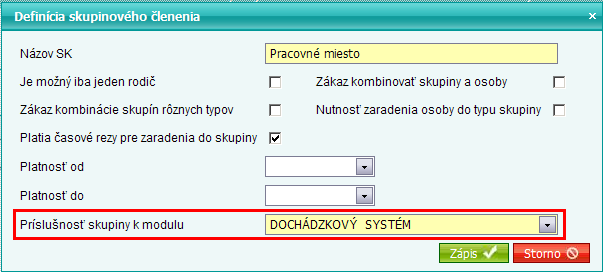 Definícia skupinového členenia
Názov SK Pracovné miesto
Je možný iba jeden rodič Zákaz kombinovať skupiny a osoby
Zákaz kombinácie skupín rôznych typov Nutnosť zaradenia osoby do typu skupiny
Platia časové rezy pre zaradenia do skupiny
Platnosť od
Platnosť do
Príslušnosť skupiny k modulu DOCHÁDZKOVÝ SYSTÉM
Zápis Storno